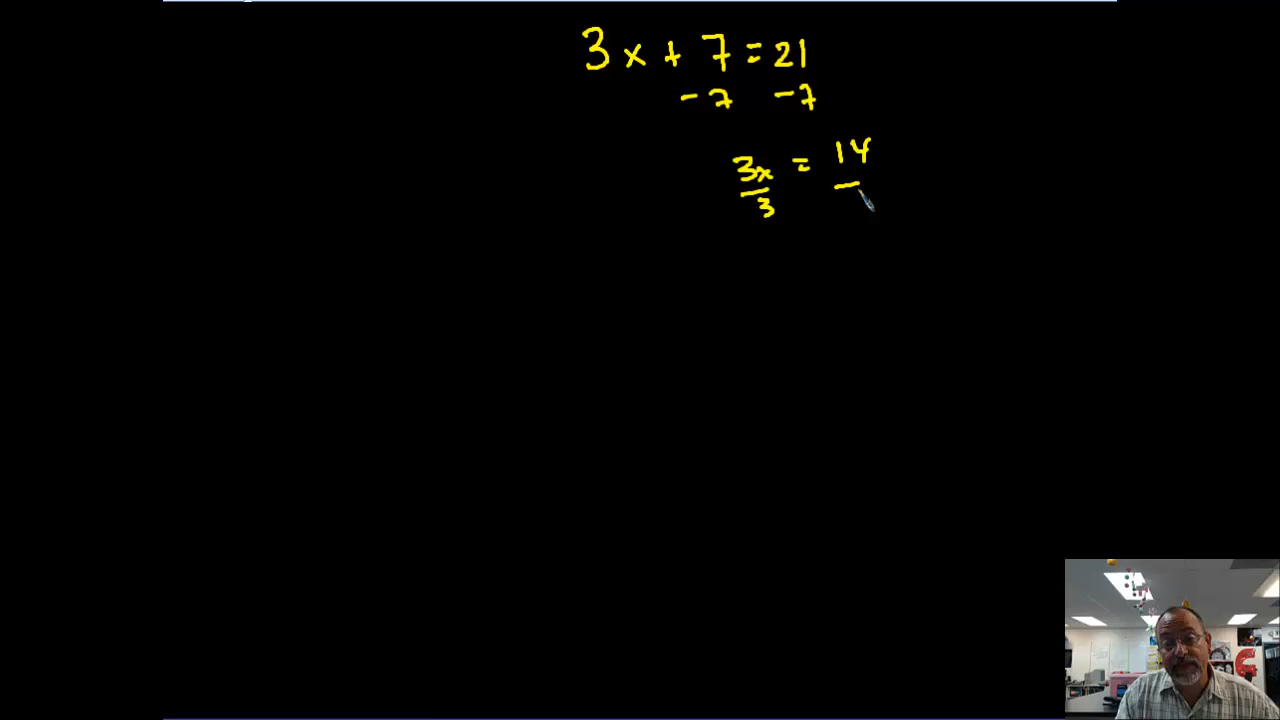 3x + 7 = 21
-7 -7
3x = 14
3